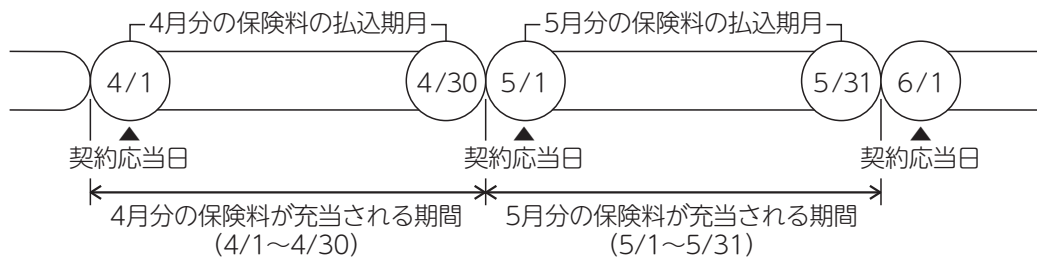 4月分の保険料の払込期月 5月分の保険料の払込期月
4/1 4/30 5/1 5/31 6/1
▲ ▲ ▲
契約応当日 契約応当日 契約応当日
4月分の保険料が充当される期間 5月分の保険料が充当される期間
(4/1～4/30) (5/1～5/31)